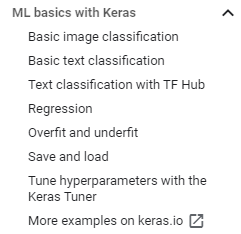 ML basics with Keras
Basic image classification
Basic text classification
Text classification with TF Hub
Regression
Overfit and underfit
Save and load
Tune hyperparameters with the
Keras Tuner
More examples on keras.io